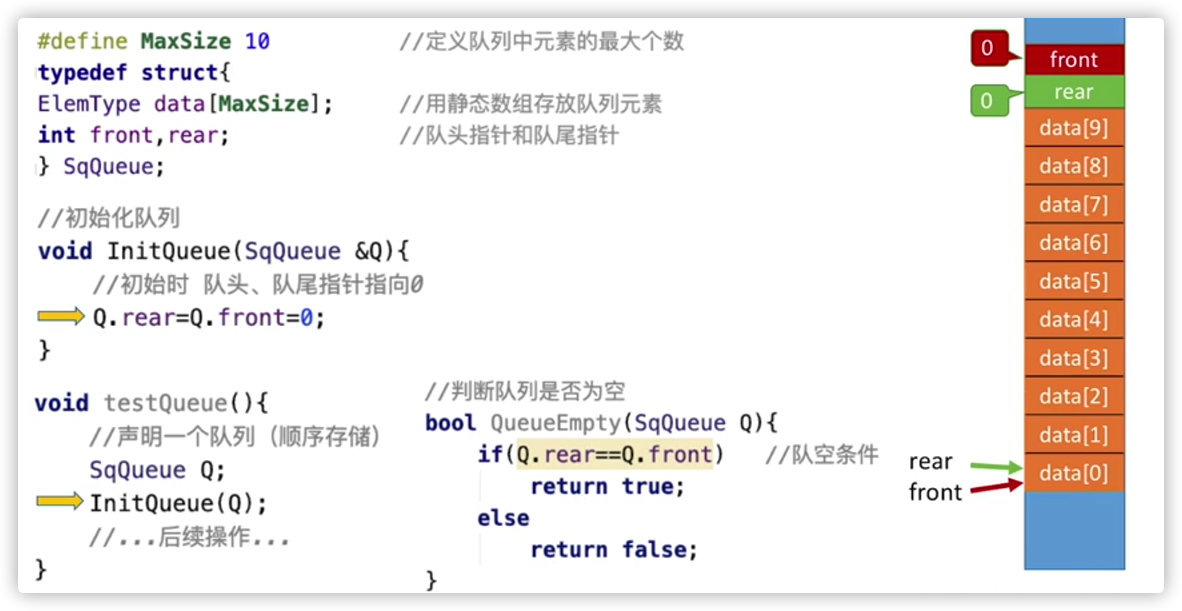 #define MaxSize 10 //定义队列中元素的最大个数
typedef struct{
ElemType data[MaxSize]; //用静态数组存放队列元素
int front,rear; //队头指针和队尾指针
} SqQueue;
//初始化队列
void InitQueue(SqQueue &Q){
//初始时 队头、队尾指针指向0
Q.rear=Q.front=0;
}
void testQueue(){
//声明一个队列（顺序存储）
SqQueue Q;
InitQueue(Q);
//...后续操作...
}
//判断队列是否为空
bool QueueEmpty(SqQueue Q){
if(Q.rear==Q.front) //队空条件
return true;
else
return false;
}
0 front
0 rear
data[9]
data[8]
data[7]
data[6]
data[5]
data[4]
data[3]
data[2]
data[1]
data[0]
rear
front